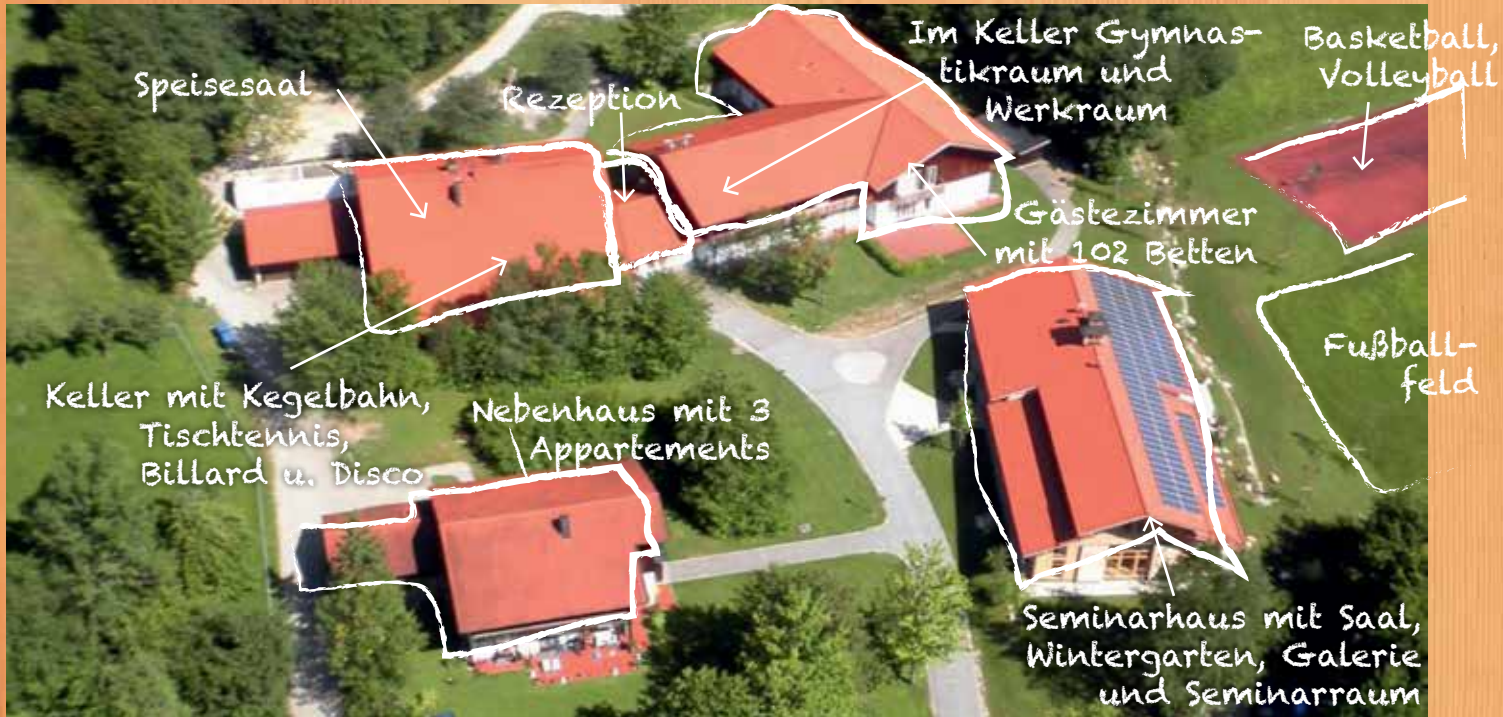 Speisesaal
Rezeption
Im Keller Gymnas-
tikraum und
Werkraum
Basketball,
Volleyball
Gästezimmer
mit 102 Betten
Fußball-
feld
Keller mit Kegelbahn,
Tischtennis,
Billard u. Disco
Nebenhaus mit 3
Appartements
Seminarhaus mit Saal,
Wintergarten, Galerie
und Seminarraum